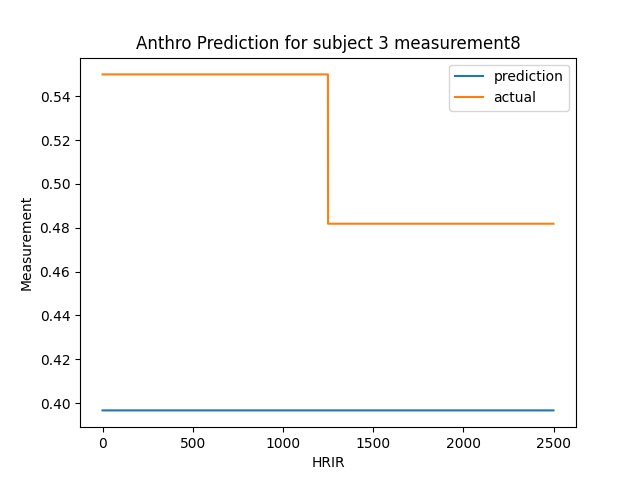 Anthro Prediction for subject 3 measurement8
prediction
actual
0.54
0.52
0.50
0.48
0.46
0.44
0.42
0.40
Measurement
0 500 1000 1500 2000 2500
HRIR